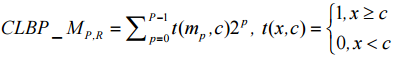 CLBP_M_{P,R} = \sum_{p=0}^{P-1} t(m_p, c) 2^p, t(x, c) = \begin{cases} 1, x \geq c \\ 0, x < c \end{cases}